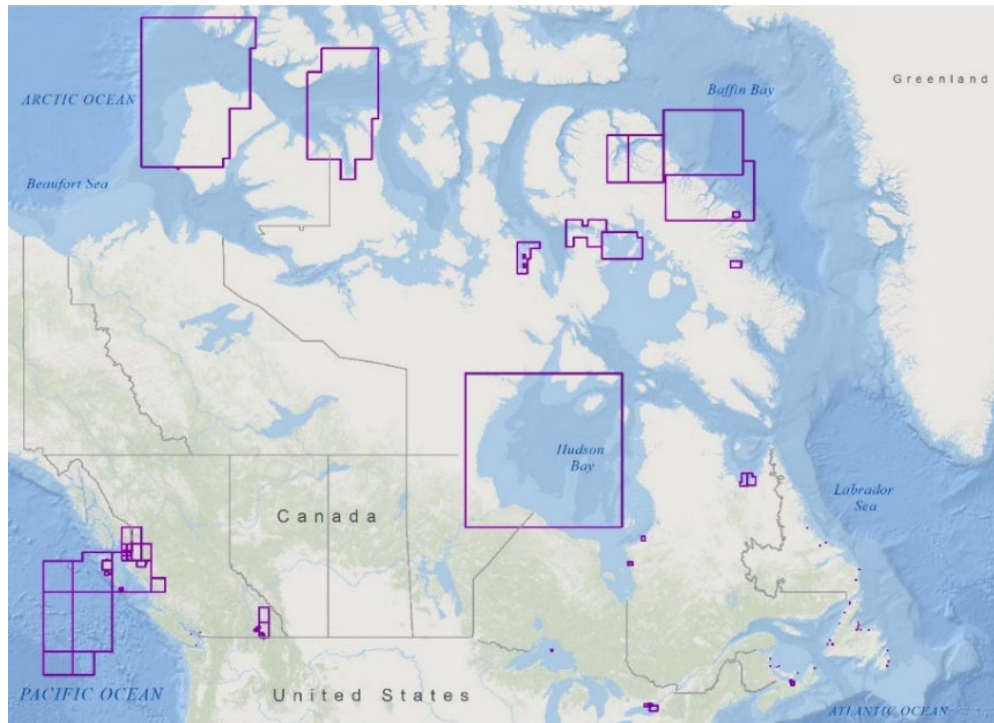 Greenland
Baffin Bay
ARCTIC OCEAN
Beaufort Sea
Hudson
Bay
Labrador
Sea
Canada
PACIFIC OCEAN
United States
ATLANTIC OCEAN